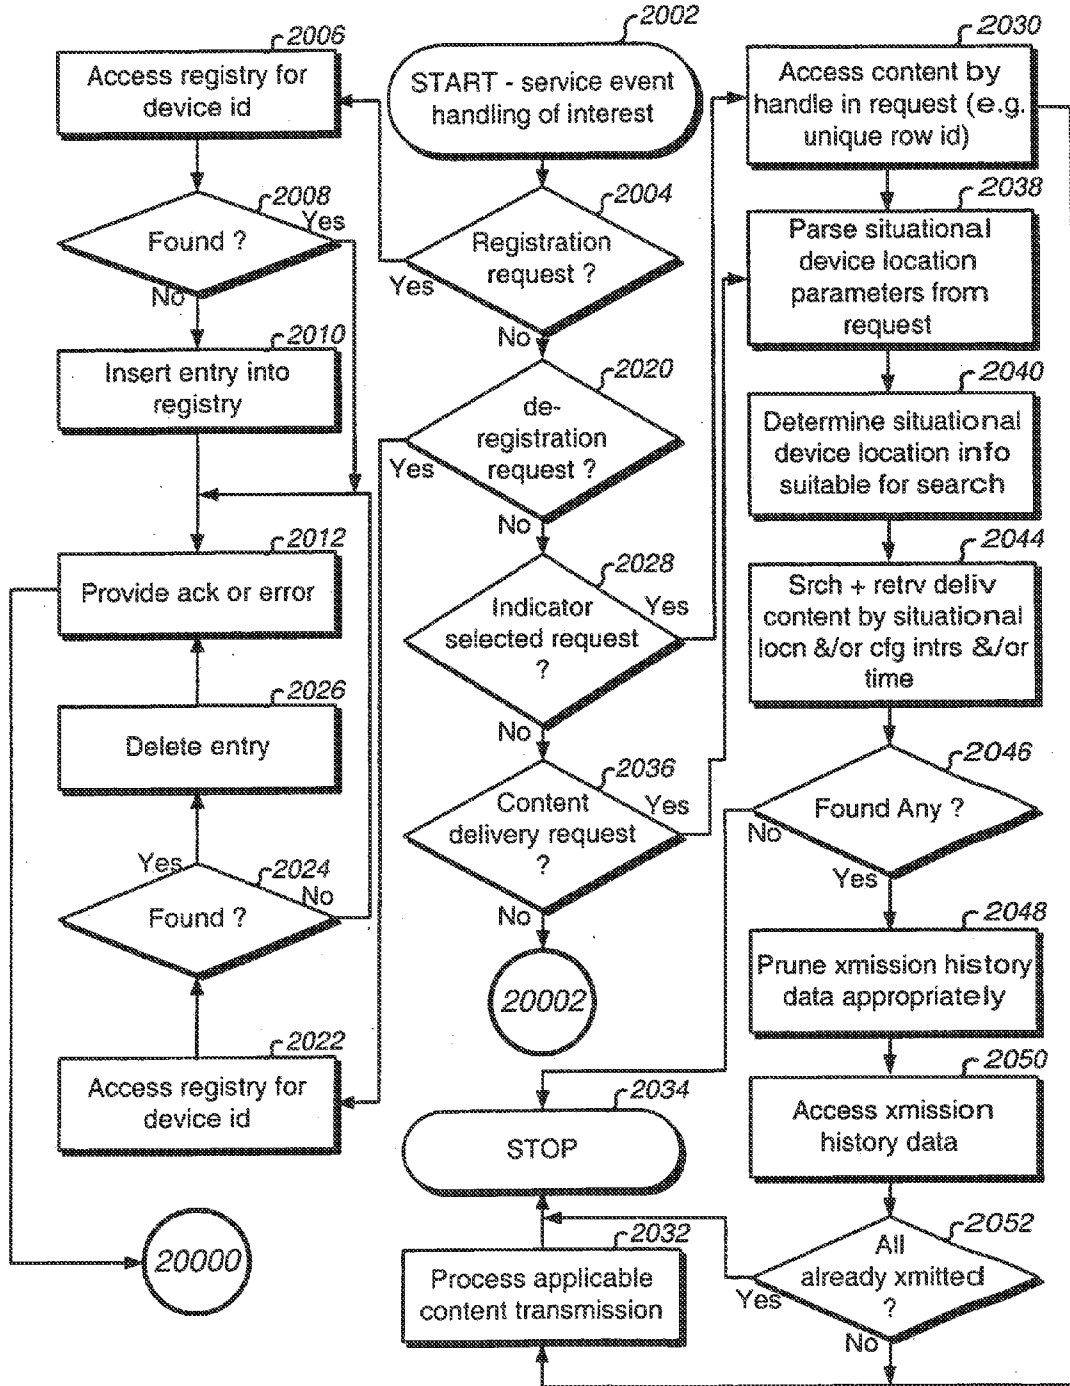 2002
START - service event
handling of interest
2004
Registration
request ?
Yes
No
2006
Access registry for
device id
2008
Found ?
Yes
No
2010
Insert entry into
registry
2012
Provide ack or error
2020
de-
registration
request ?
Yes
No
2022
Access registry for
device id
2024
Found ?
Yes
No
2026
Delete entry
20000
2028
Indicator
selected request
?
Yes
No
2036
Content
delivery request
?
Yes
No
20002
2030
Access content by
handle in request (e.g.
unique row id)
2038
Parse situational
device location
parameters from
request
2040
Determine situational
device location info
suitable for search
2044
Srch + retrv deliv
content by situational
locn &/or cfg intrs &/or
time
2046
Found Any ?
No
Yes
2048
Prune xmission history
data appropriately
2050
Access xmission
history data
2052
All
already xmitted
?
Yes
No
2032
Process applicable
content transmission
2034
STOP